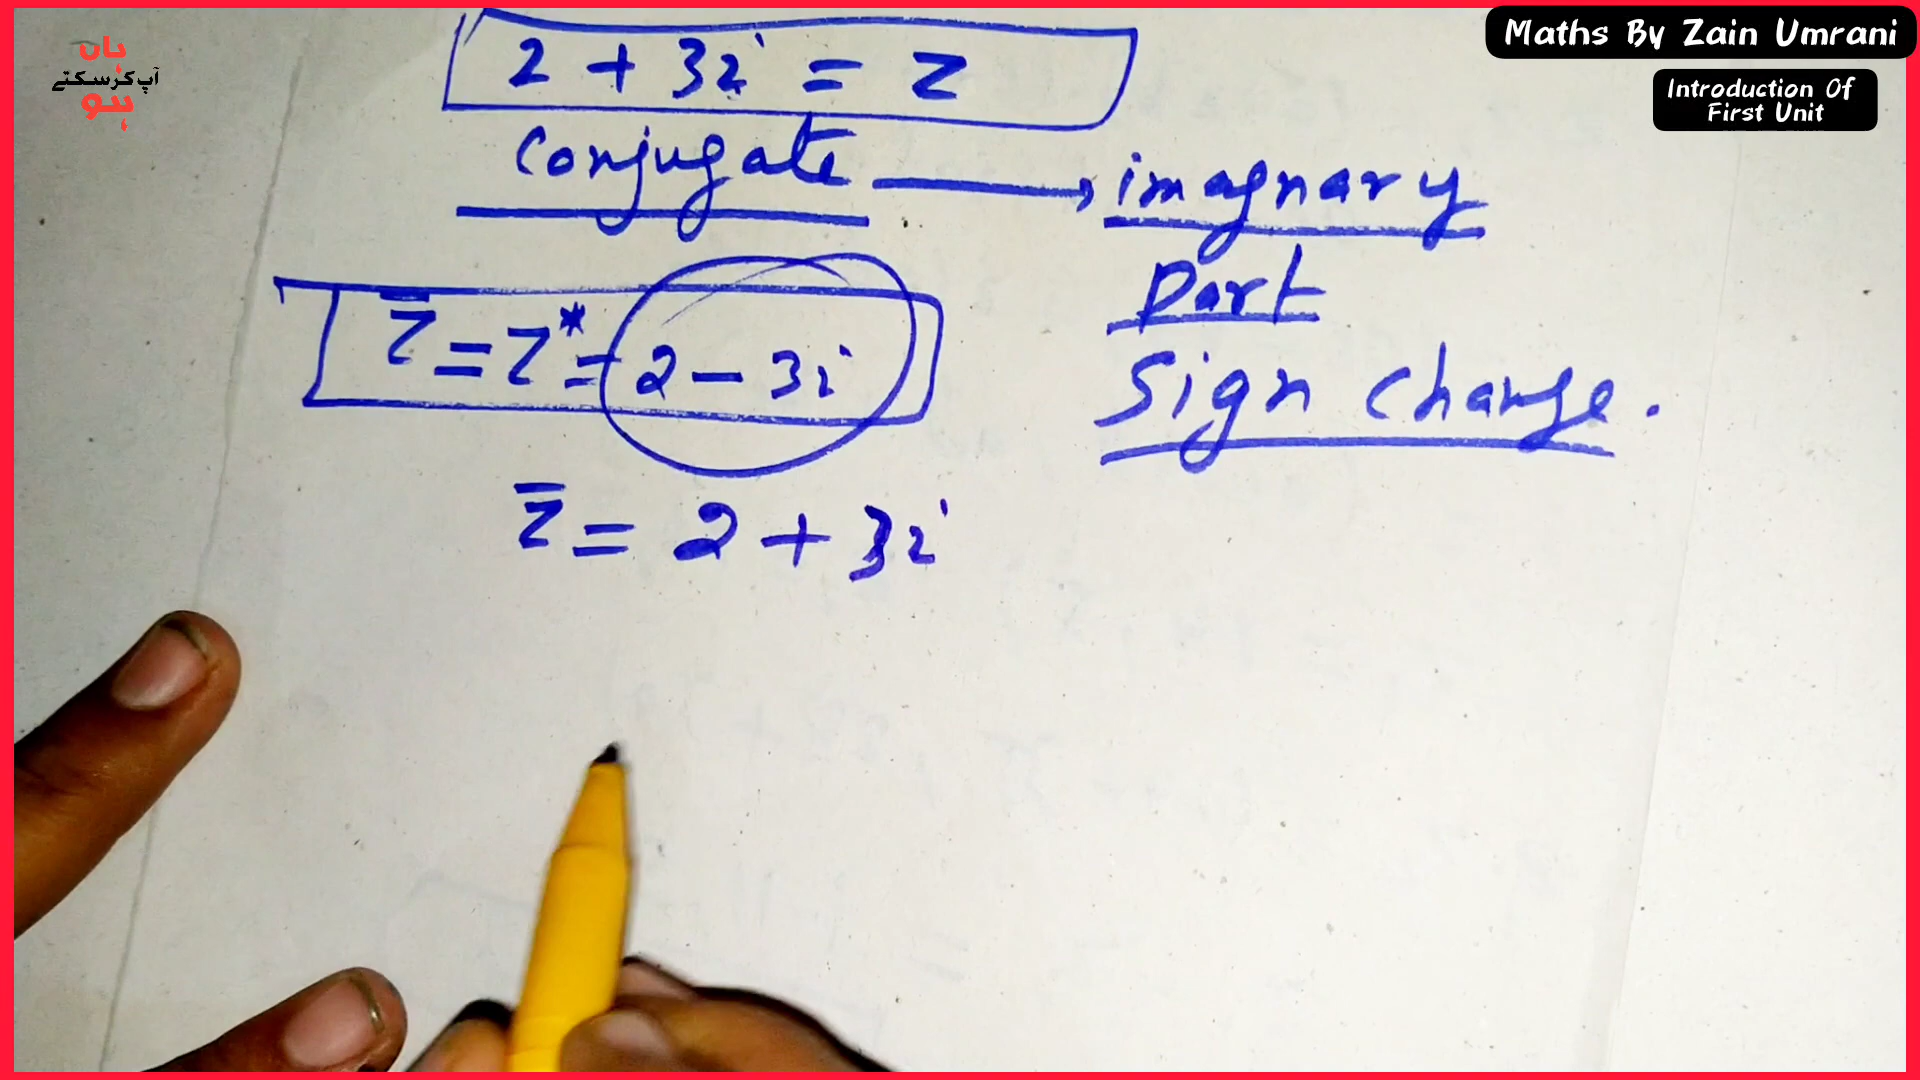 ہاں
آپ کرسکتے
ہو
Maths By Zain Umrani
Introduction Of
First Unit
2 + 3i = Z
Conjugate → imagnary
Part
Sign Change.
Z̅ = Z* = 2 - 3i
Z̅ = 2 + 3i